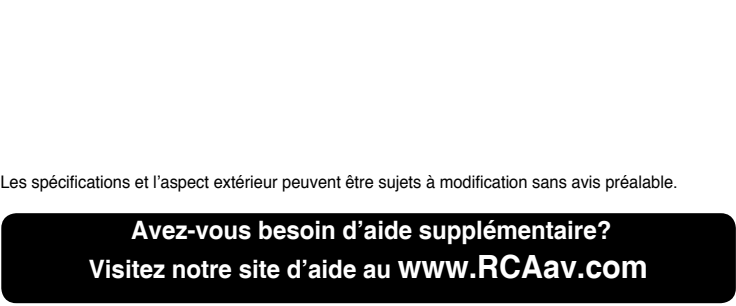 Les spécifications et l’aspect extérieur peuvent être sujets à modification sans avis préalable.
Avez-vous besoin d’aide supplémentaire?
Visitez notre site d’aide au www.RCAav.com